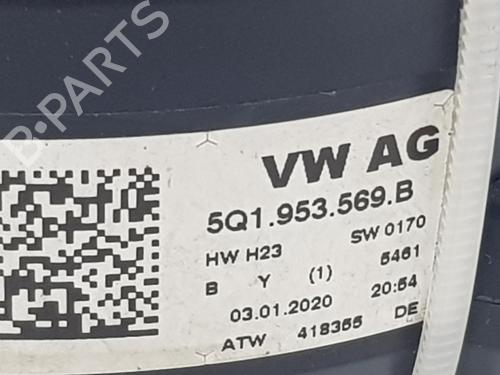 B-PARTS
VW AG
5Q1.953.569.B
HW H23 SW 0170
B Y (1) 5461
03.01.2020 20:54
ATW 418355 DE